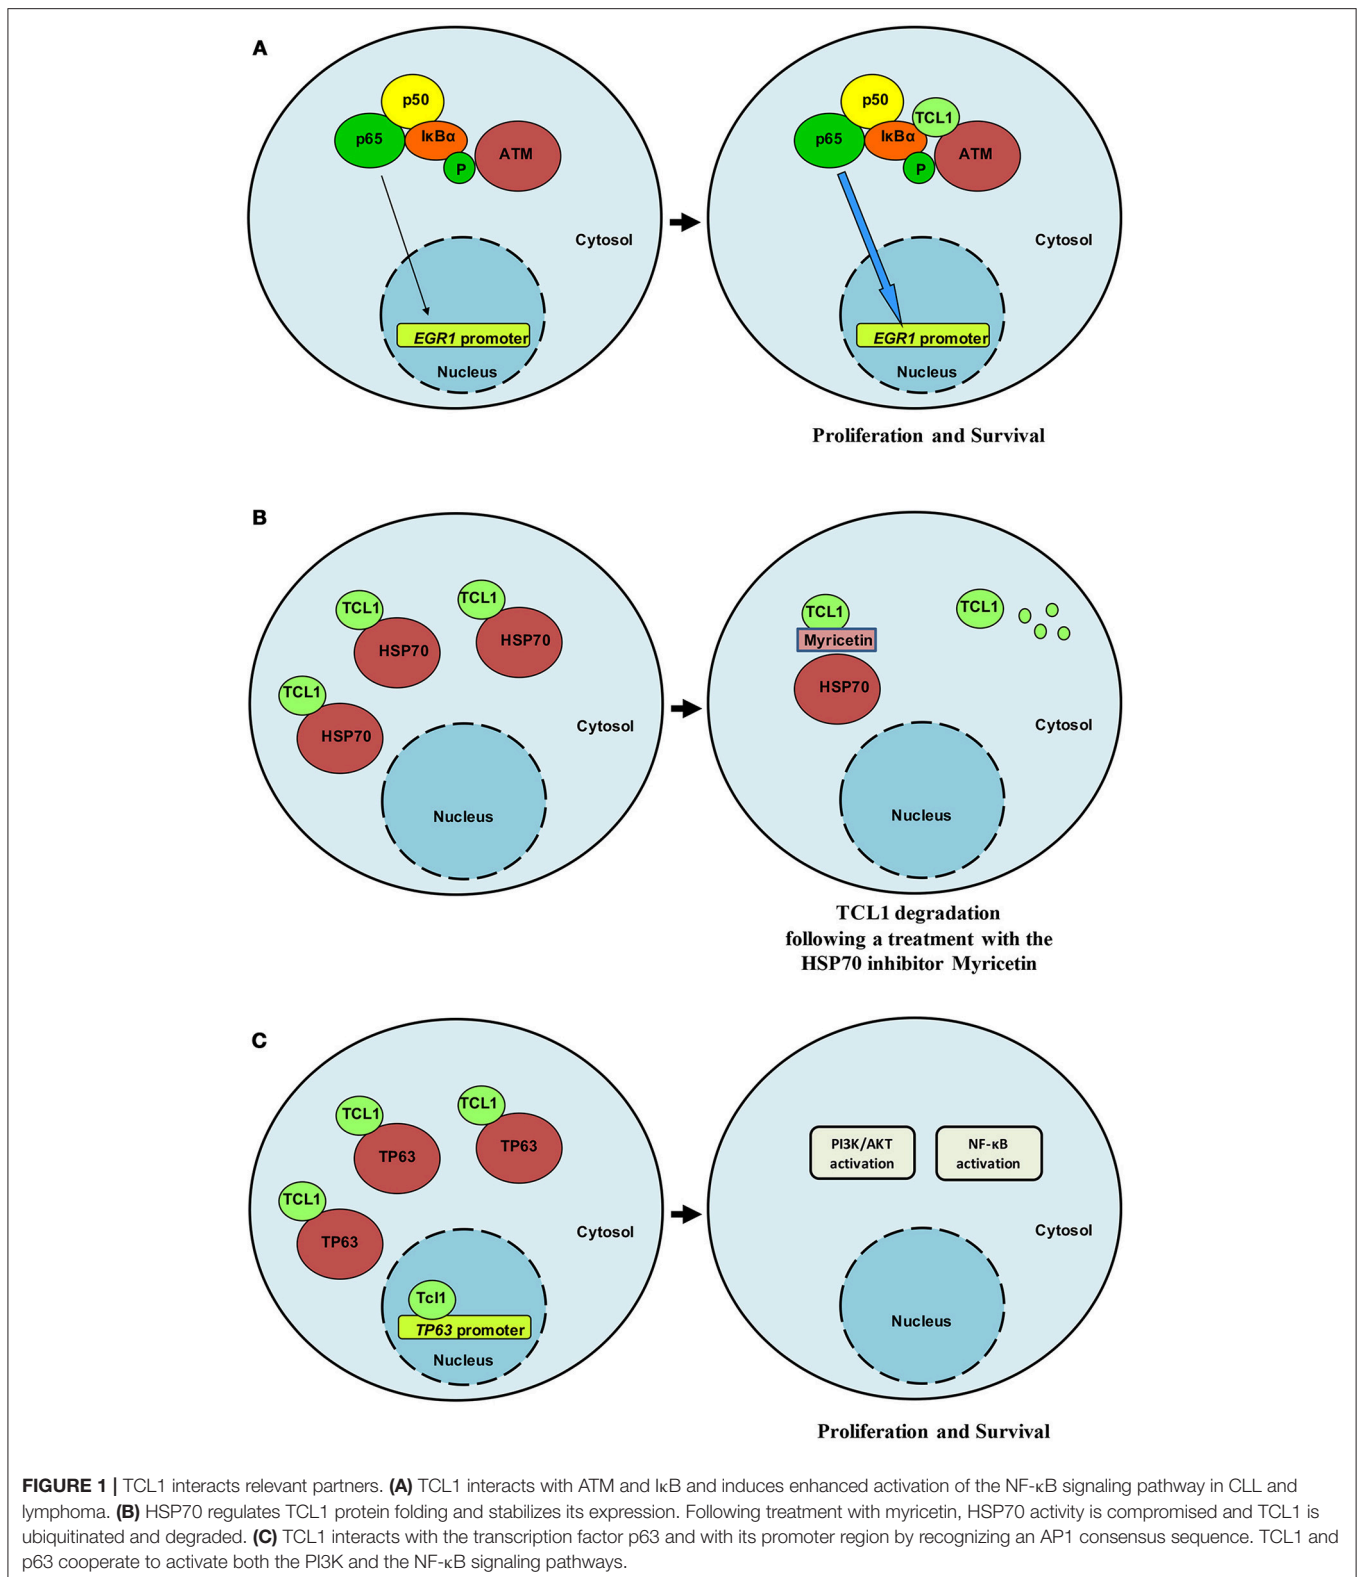 A
p50
p65
IκBα
P
ATM
Cytosol
EGR1 promoter
Nucleus
p50
TCL1
p65
IκBα
P
ATM
Cytosol
EGR1 promoter
Nucleus
Proliferation and Survival
B
TCL1
HSP70
TCL1
HSP70
TCL1
HSP70
Cytosol
Nucleus
TCL1
Myricetin
HSP70
TCL1
Cytosol
Nucleus
TCL1 degradation
following a treatment with the
HSP70 inhibitor Myricetin
C
TCL1
TP63
TCL1
TP63
TCL1
TP63
Cytosol
Tcl1
TP63 promoter
Nucleus
PI3K/AKT
activation
NF-κB
activation
Cytosol
Nucleus
Proliferation and Survival
FIGURE 1 | TCL1 interacts relevant partners. (A) TCL1 interacts with ATM and IκB and induces enhanced activation of the NF-κB signaling pathway in CLL and
lymphoma. (B) HSP70 regulates TCL1 protein folding and stabilizes its expression. Following treatment with myricetin, HSP70 activity is compromised and TCL1 is
ubiquitinated and degraded. (C) TCL1 interacts with the transcription factor p63 and with its promoter region by recognizing an AP1 consensus sequence. TCL1 and
p63 cooperate to activate both the PI3K and the NF-κB signaling pathways.